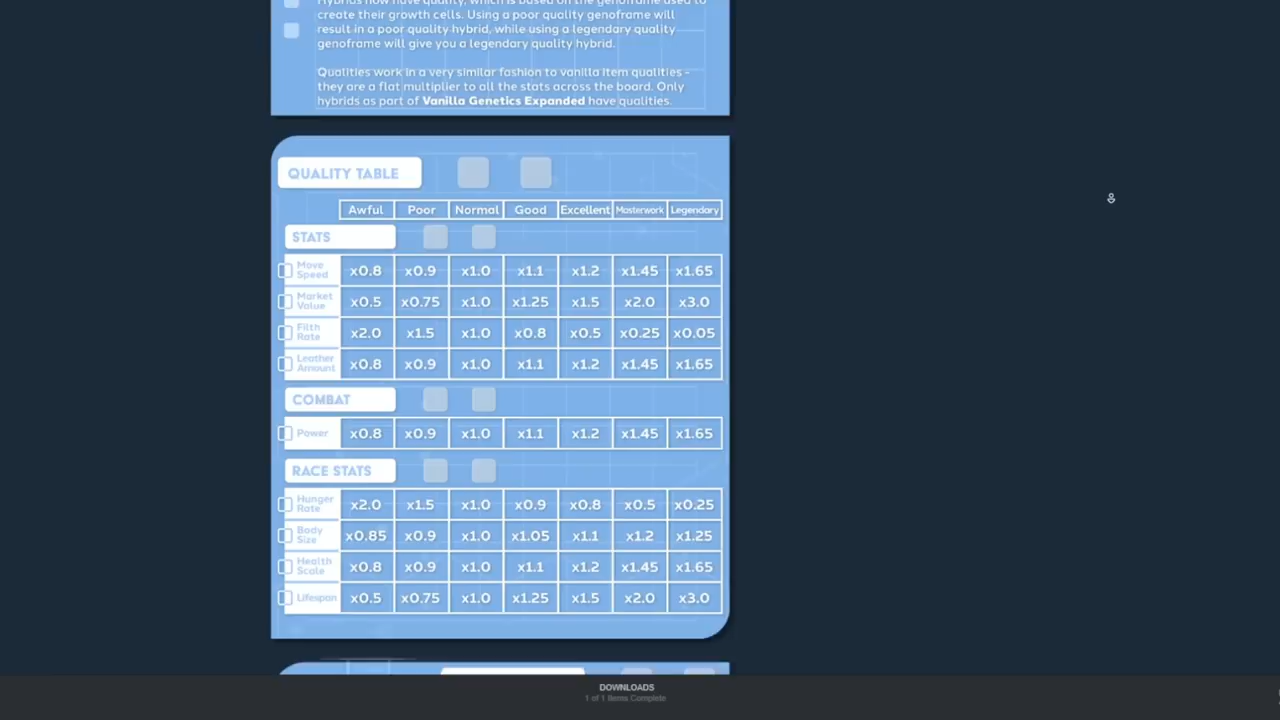 Hybrids now have quality, which is based on the genoframe used to
create their growth cells. Using a poor quality genoframe will
result in a poor quality hybrid, while using a legendary quality
genoframe will give you a legendary quality hybrid.
Qualities work in a very similar fashion to vanilla item qualities -
they are a flat multiplier to all the stats across the board. Only
hybrids as part of Vanilla Genetics Expanded have qualities.
QUALITY TABLE
Awful Poor Normal Good Excellent Masterwork Legendary
STATS
Move Speed x0.8 x0.9 x1.0 x1.1 x1.2 x1.45 x1.65
Market Value x0.5 x0.75 x1.0 x1.25 x1.5 x2.0 x3.0
Filth Rate x2.0 x1.5 x1.0 x0.8 x0.5 x0.25 x0.05
Leather Amount x0.8 x0.9 x1.0 x1.1 x1.2 x1.45 x1.65
COMBAT
Power x0.8 x0.9 x1.0 x1.1 x1.2 x1.45 x1.65
RACE STATS
Hunger Rate x2.0 x1.5 x1.0 x0.9 x0.8 x0.5 x0.25
Body Size x0.85 x0.9 x1.0 x1.05 x1.1 x1.2 x1.25
Health Scale x0.8 x0.9 x1.0 x1.1 x1.2 x1.45 x1.65
Lifespan x0.5 x0.75 x1.0 x1.25 x1.5 x2.0 x3.0
DOWNLOADS
1 of 1 Items Complete